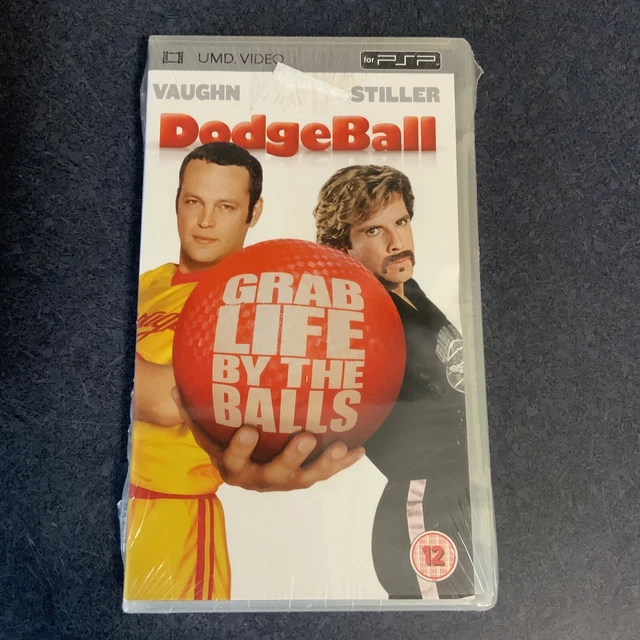 UMD. VIDEO
for PSP
VAUGHN STILLER
DodgeBall
GRAB
LIFE
BY THE
BALLS
12